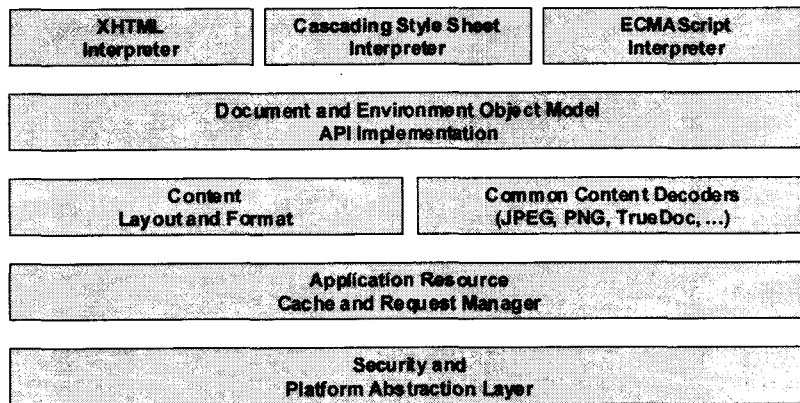 XHTML
Interpreter
Cascading Style Sheet
Interpreter
ECMAScript
Interpreter
Document and Environment Object Model
API Implementation
Content
Layout and Format
Common Content Decoders
(JPEG, PNG, TrueDoc, ...)
Application Resource
Cache and Request Manager
Security and
Platform Abstraction Layer